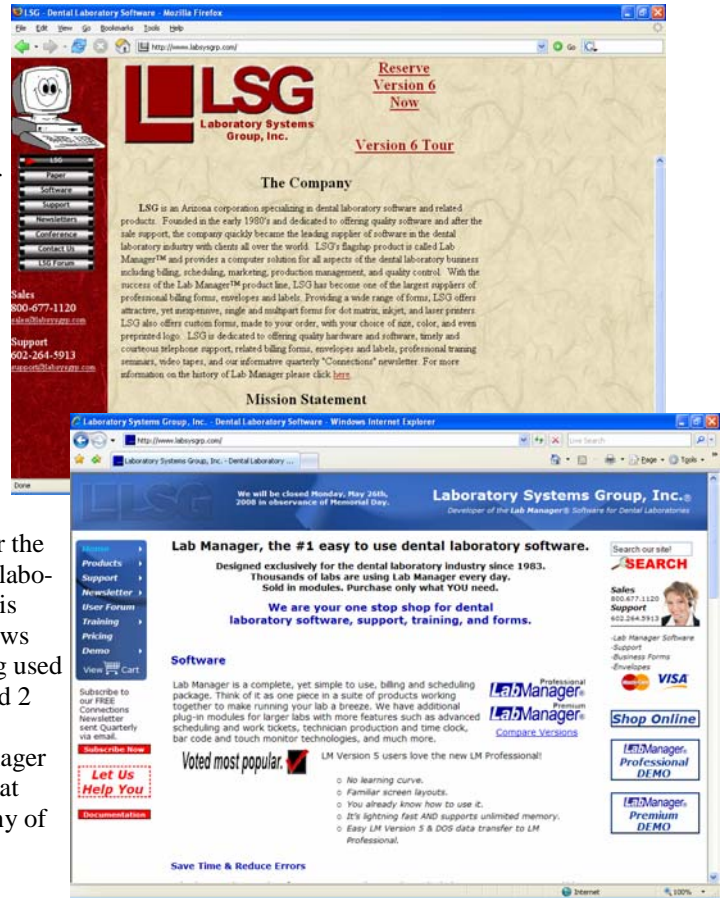 LSG - Dental Laboratory Software - Mozilla Firefox
File Edit View Go Bookmarks Tools Help
http://www.labsysgrp.com/
Go
LSG
Laboratory Systems
Group, Inc.
Reserve
Version 6
Now
Version 6 Tour
LSG
Paper
Software
Support
Newsletters
Conference
Contact Us
LSG Forum
Sales
800-677-1120
sales@labsysgrp.com
Support
602-264-5913
support@labsysgrp.com
The Company
LSG is an Arizona corporation specializing in dental laboratory software and related
products. Founded in the early 1980's and dedicated to offering quality software and after the
sale support, the company quickly became the leading supplier of software in the dental
laboratory industry with clients all over the world. LSG's flagship product is called Lab
Manager™ and provides a computer solution for all aspects of the dental laboratory business
including billing, scheduling, marketing, production management, and quality control. With the
success of the Lab Manager™ product line, LSG has become one of the largest suppliers of
professional billing forms, envelopes and labels. Providing a wide range of forms, LSG offers
attractive, yet inexpensive, single and multipart forms for dot matrix, inkjet, and laser printers.
LSG also offers custom forms, made to your order, with your choice of size, color, and even
preprinted logo. LSG is dedicated to offering quality hardware and software, timely and
courteous telephone support, related billing forms, envelopes and labels, professional training
seminars, video tapes, and our informative quarterly "Connections" newsletter. For more
information on the history of Lab Manager please click here.
Mission Statement
Done
r the
labo-
is
ws
g used
d 2
ager
at
ny of
Laboratory Systems Group, Inc. - Dental Laboratory Software - Windows Internet Explorer
http://www.labsysgrp.com/
Live Search
Laboratory Systems Group, Inc. - Dental Laboratory ...
Page Tools
LSG
We will be closed Monday, May 26th,
2008 in observance of Memorial Day.
Laboratory Systems Group, Inc.®
Developer of the Lab Manager® Software for Dental Laboratories
Home
Products
Support
Newsletter
User Forum
Training
Pricing
Demo
View Cart
Subscribe to
our FREE
Connections
Newsletter
sent Quarterly
via email.
Subscribe Now
Let Us
Help You
Documentation
Lab Manager, the #1 easy to use dental laboratory software.
Designed exclusively for the dental laboratory industry since 1983.
Thousands of labs are using Lab Manager every day.
Sold in modules. Purchase only what YOU need.
We are your one stop shop for dental
laboratory software, support, training, and forms.
Software
Lab Manager is a complete, yet simple to use, billing and scheduling
package. Think of it as one piece in a suite of products working
together to make running your lab a breeze. We have additional
plug-in modules for larger labs with more features such as advanced
scheduling and work tickets, technician production and time clock,
bar code and touch monitor technologies, and much more.
Professional
LabManager®
Premium
LabManager®
Compare Versions
Voted most popular.
LM Version 5 users love the new LM Professional!
No learning curve.
Familiar screen layouts.
You already know how to use it.
It's lightning fast AND supports unlimited memory.
Easy LM Version 5 & DOS data transfer to LM
Professional.
Save Time & Reduce Errors
Search our site!
SEARCH
Sales
800.677.1120
Support
602.264.5913
-Lab Manager Software
-Support
-Business Forms
-Envelopes
MasterCard VISA
Shop Online
LabManager®
Professional
DEMO
LabManager®
Premium
DEMO
Internet
100%